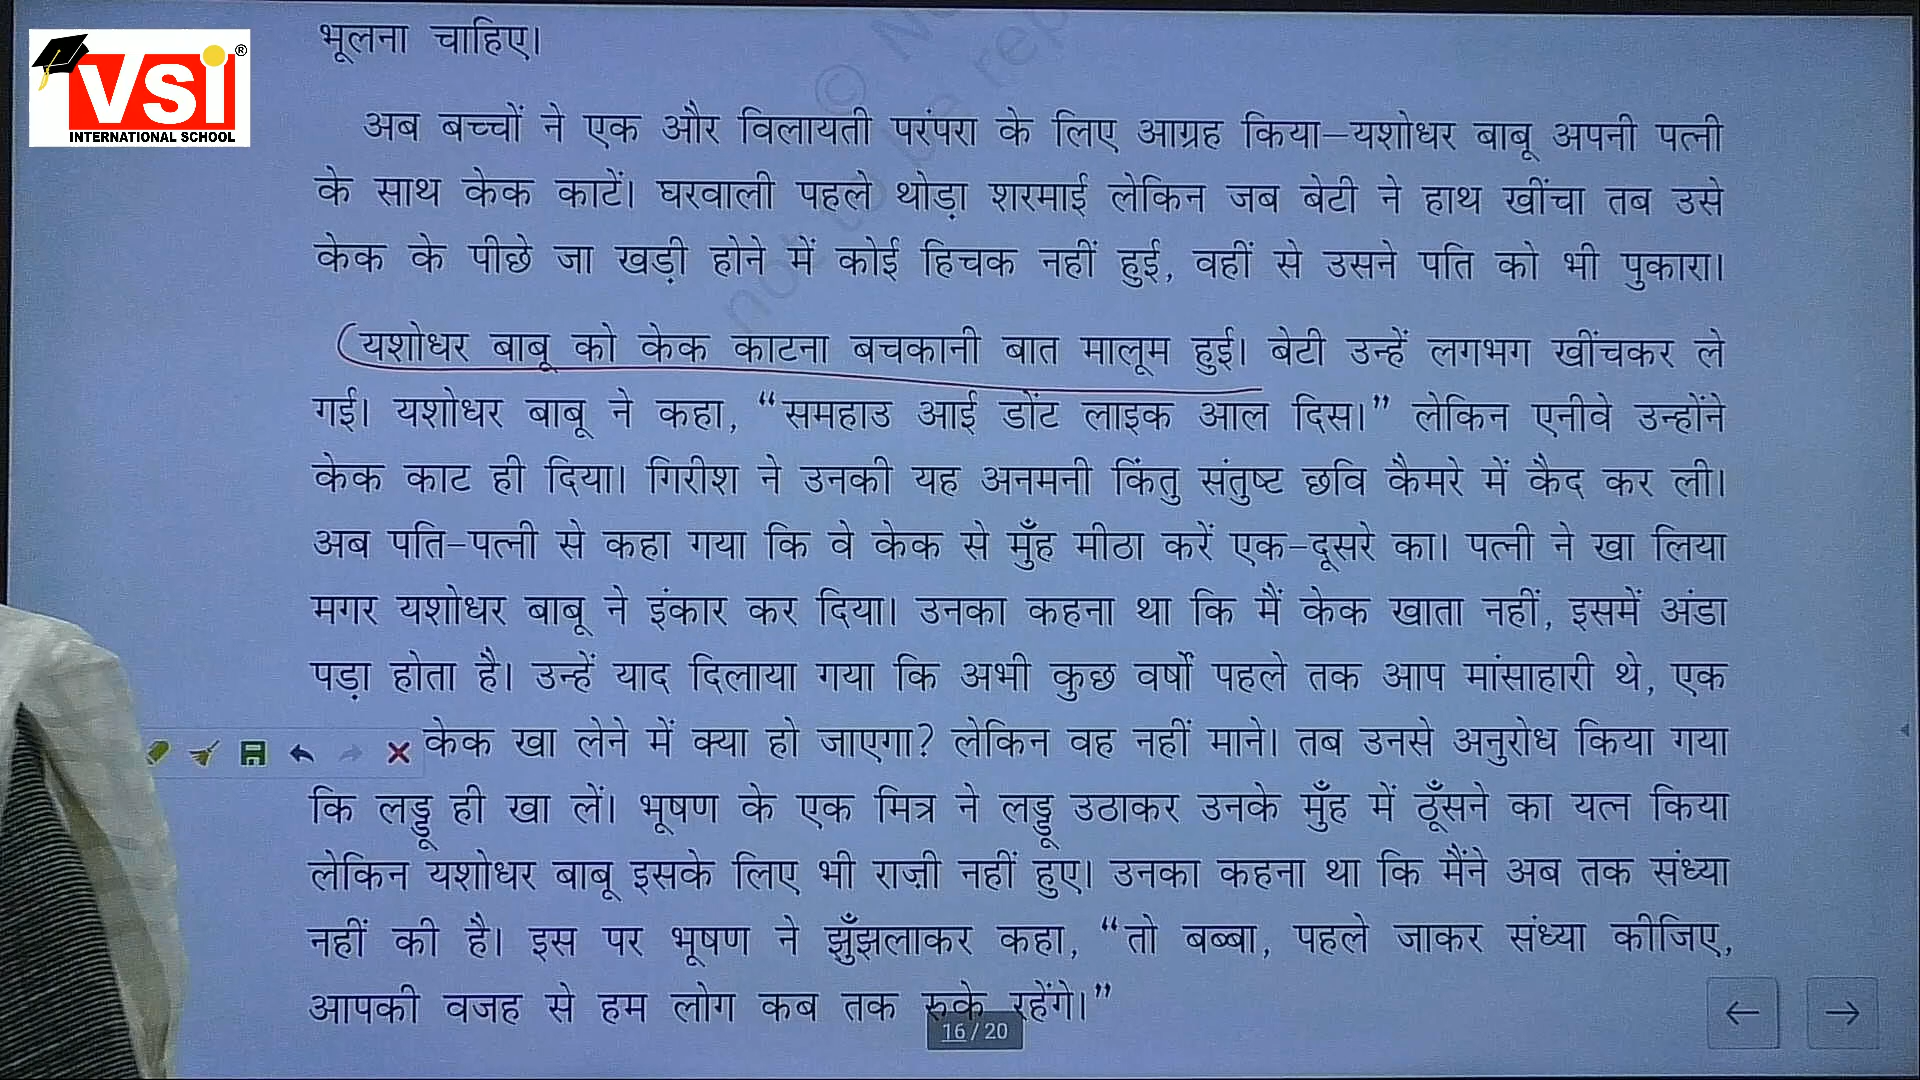 भूलना चाहिए।
VSI®
INTERNATIONAL SCHOOL
अब बच्चों ने एक और विलायती परंपरा के लिए आग्रह किया–यशोधर बाबू अपनी पत्नी
के साथ केक काटें। घरवाली पहले थोड़ा शरमाई लेकिन जब बेटी ने हाथ खींचा तब उसे
केक के पीछे जा खड़ी होने में कोई हिचक नहीं हुई, वहीं से उसने पति को भी पुकारा।
(यशोधर बाबू को केक काटना बचकानी बात मालूम हुई। बेटी उन्हें लगभग खींचकर ले
गई। यशोधर बाबू ने कहा, “समहाउ आई डोंट लाइक आल दिस।” लेकिन एनीवे उन्होंने
केक काट ही दिया। गिरीश ने उनकी यह अनमनी किंतु संतुष्ट छवि कैमरे में कैद कर ली।
अब पति-पत्नी से कहा गया कि वे केक से मुँह मीठा करें एक-दूसरे का। पत्नी ने खा लिया
मगर यशोधर बाबू ने इंकार कर दिया। उनका कहना था कि मैं केक खाता नहीं, इसमें अंडा
पड़ा होता है। उन्हें याद दिलाया गया कि अभी कुछ वर्षों पहले तक आप मांसाहारी थे, एक
केक खा लेने में क्या हो जाएगा? लेकिन वह नहीं माने। तब उनसे अनुरोध किया गया
कि लड्डू ही खा लें। भूषण के एक मित्र ने लड्डू उठाकर उनके मुँह में ठूँसने का यत्न किया
लेकिन यशोधर बाबू इसके लिए भी राज़ी नहीं हुए। उनका कहना था कि मैंने अब तक संध्या
नहीं की है। इस पर भूषण ने झुँझलाकर कहा, “तो बब्बा, पहले जाकर संध्या कीजिए,
आपकी वजह से हम लोग कब तक रुके रहेंगे।”
16 / 20